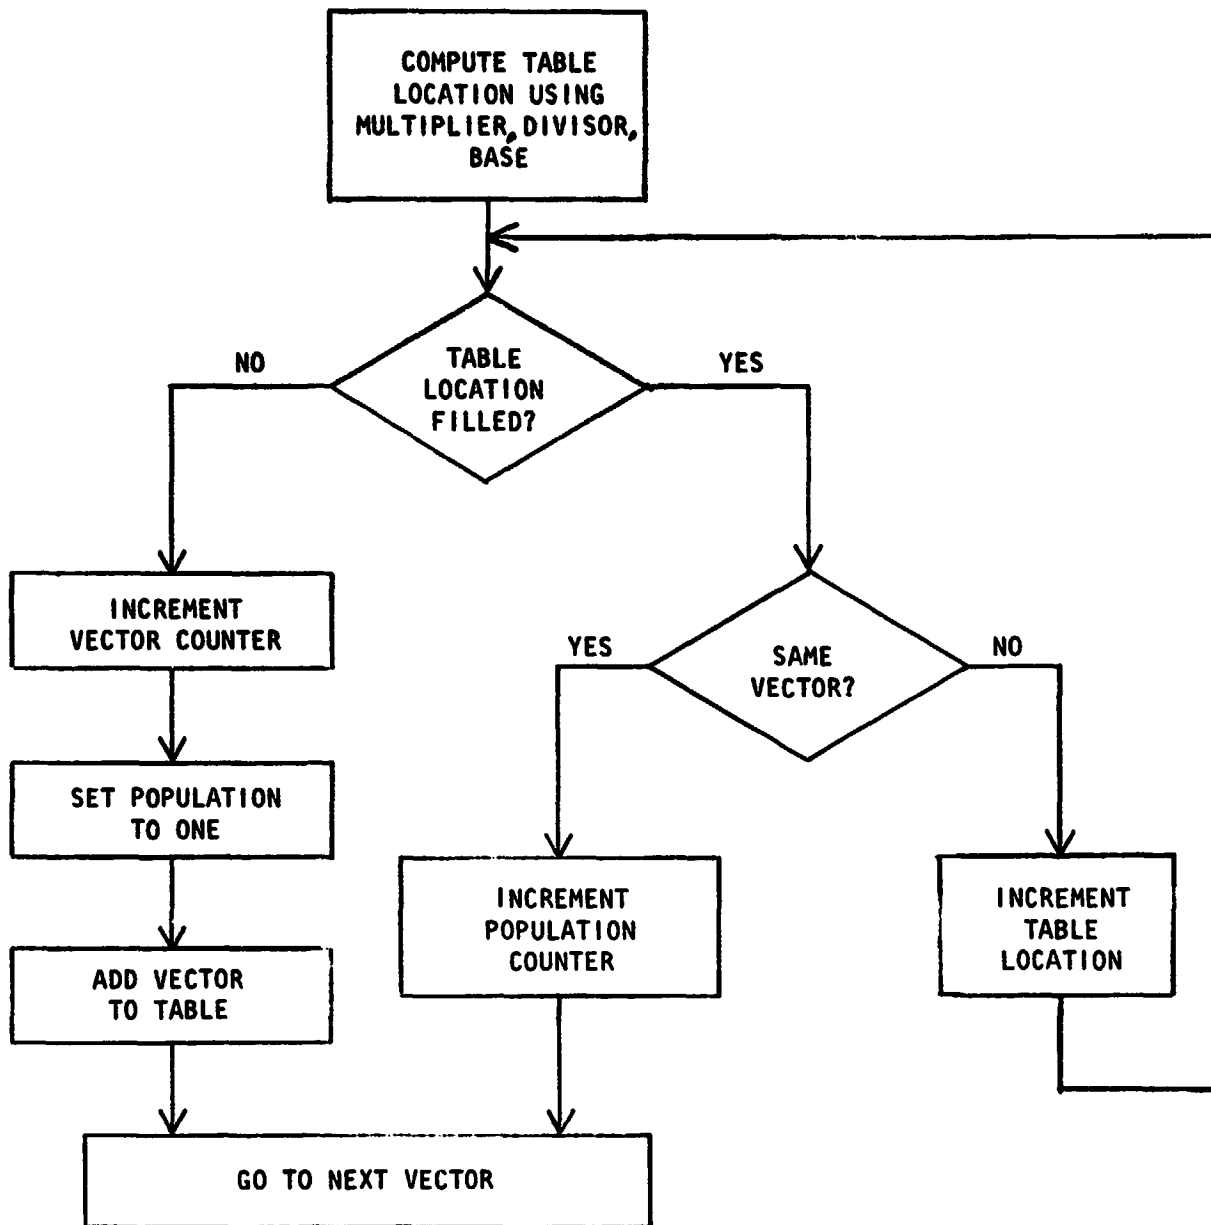 COMPUTE TABLE
LOCATION USING
MULTIPLIER, DIVISOR,
BASE
NO
YES
TABLE
LOCATION
FILLED?
INCREMENT
VECTOR COUNTER
YES
NO
SAME
VECTOR?
SET POPULATION
TO ONE
INCREMENT
POPULATION
COUNTER
INCREMENT
TABLE
LOCATION
ADD VECTOR
TO TABLE
GO TO NEXT VECTOR